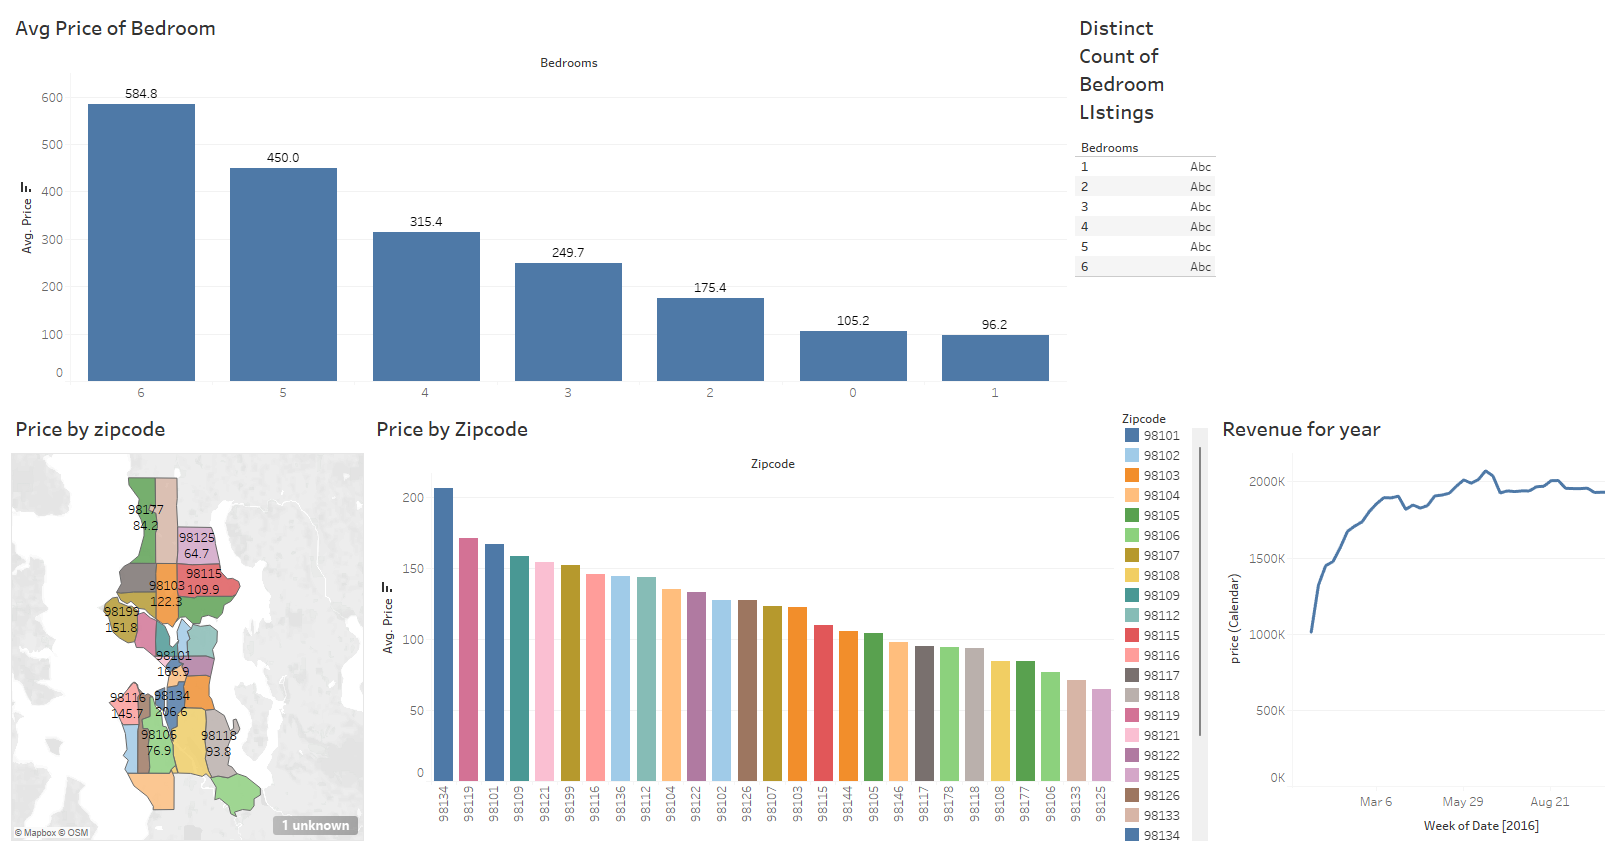 Avg Price of Bedroom
Bedrooms
Avg. Price
600
500
400
300
200
100
0
584.8
450.0
315.4
249.7
175.4
105.2
96.2
6
5
4
3
2
0
1
Distinct
Count of
Bedroom
LIstings
Bedrooms
1 Abc
2 Abc
3 Abc
4 Abc
5 Abc
6 Abc
Price by zipcode
98177
84.2
98125
64.7
98115
109.9
98103
122.3
98199
151.8
98101
166.9
98116
145.7
98134
206.6
98106
76.9
98118
93.8
© Mapbox © OSM
1 unknown
Price by Zipcode
Zipcode
Avg. Price
200
150
100
50
0
98134
98119
98101
98109
98121
98199
98116
98136
98112
98104
98122
98102
98126
98107
98103
98115
98144
98105
98146
98117
98178
98118
98108
98177
98106
98133
98125
Zipcode
98101
98102
98103
98104
98105
98106
98107
98108
98109
98112
98115
98116
98117
98118
98119
98121
98122
98125
98126
98133
98134
Revenue for year
price (Calendar)
2000K
1500K
1000K
500K
0K
Mar 6
May 29
Aug 21
Week of Date [2016]